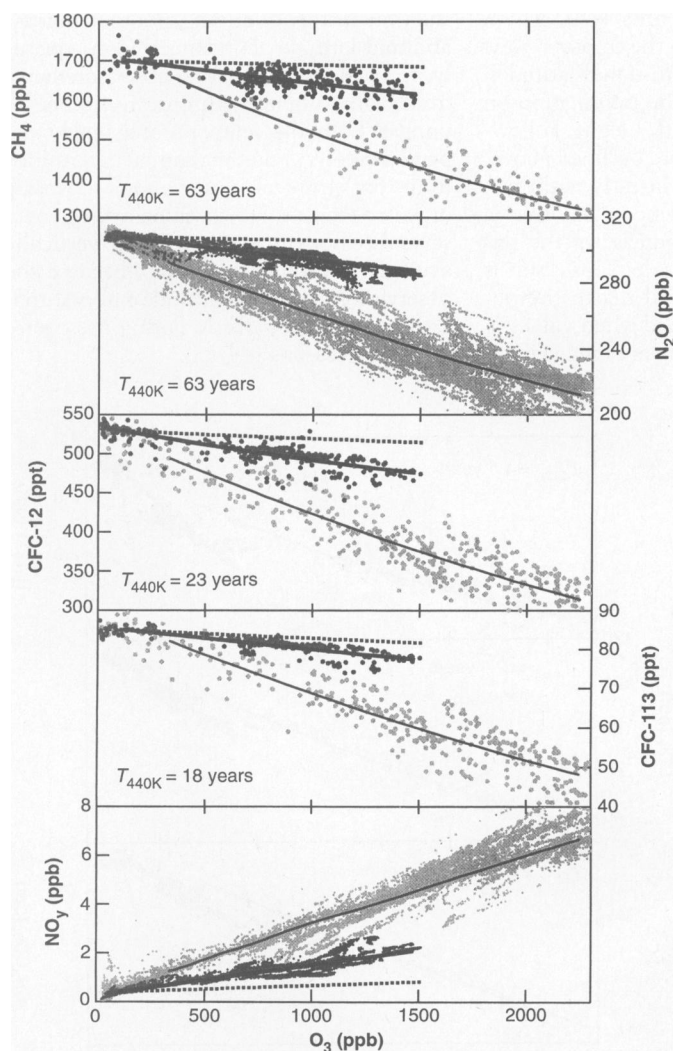 1800
1700
1600
1500
1400
1300
CH4 (ppb)
T440K = 63 years
320
280
240
200
N2O (ppb)
T440K = 63 years
550
500
450
400
350
300
CFC-12 (ppt)
T440K = 23 years
90
80
70
60
50
40
CFC-113 (ppt)
T440K = 18 years
8
6
4
2
0
NOy (ppb)
0 500 1000 1500 2000
O3 (ppb)